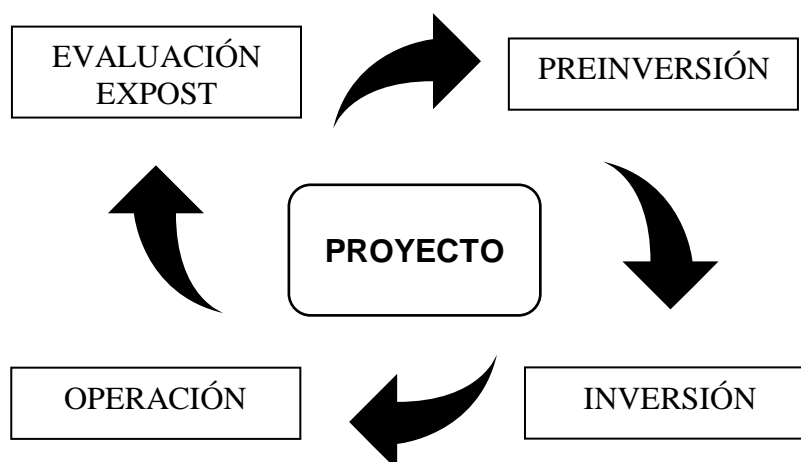 EVALUACIÓN
EXPOST
PREINVERSIÓN
PROYECTO
OPERACIÓN
INVERSIÓN